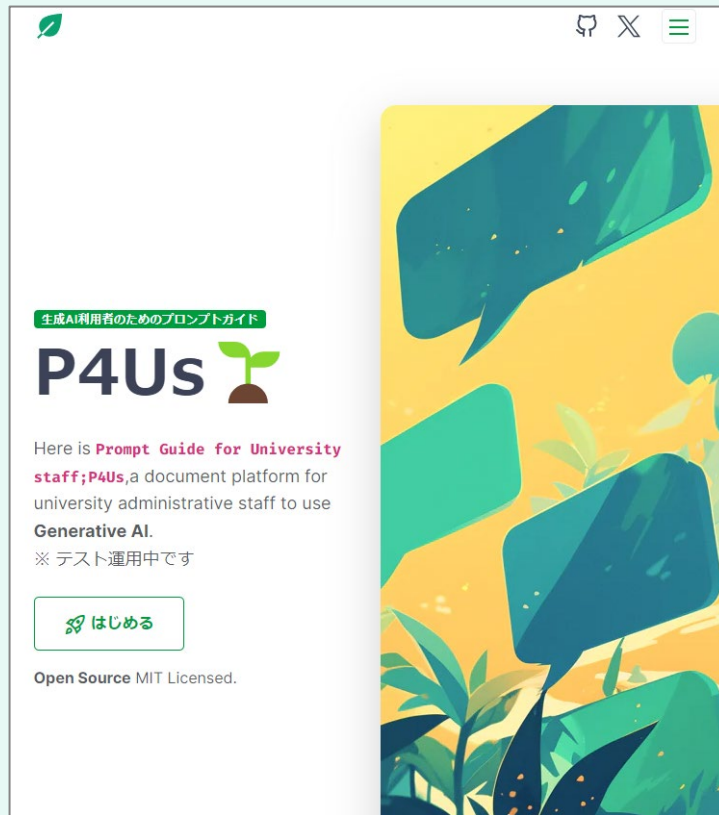 生成AI利用者のためのプロンプトガイド
P4Us
Here is Prompt Guide for University
staff;P4Us,a document platform for
university administrative staff to use
Generative AI.
※ テスト運用中です
はじめる
Open Source MIT Licensed.